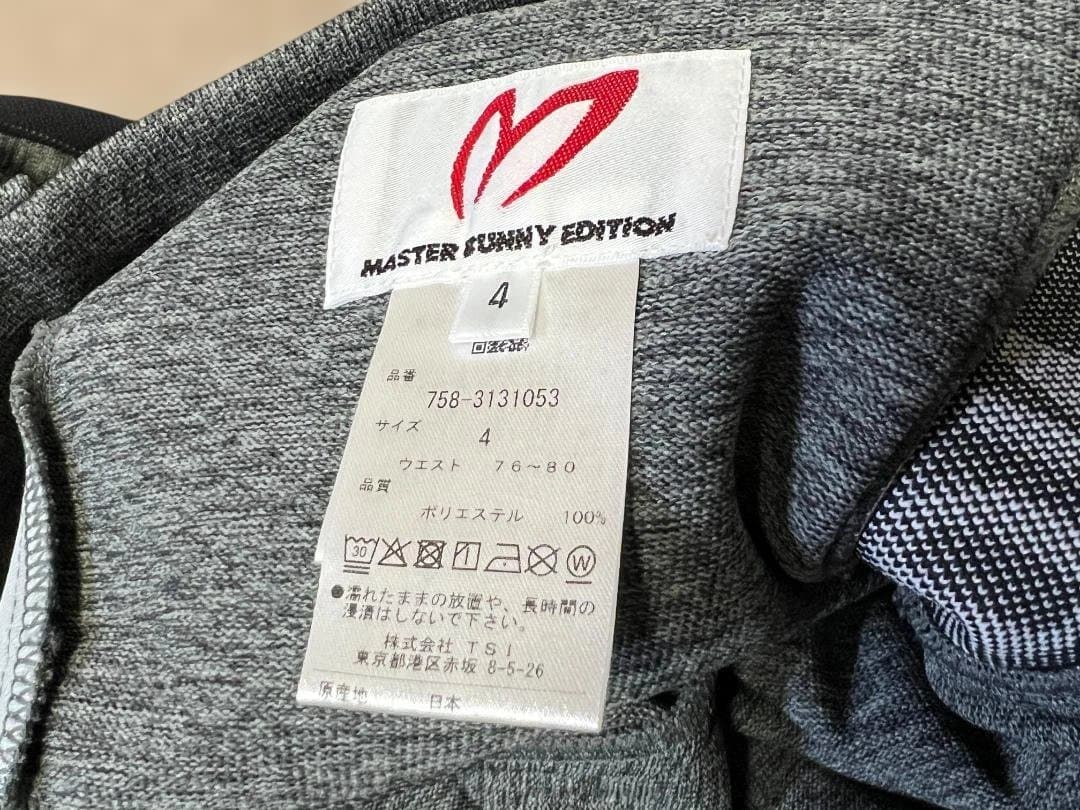 MASTER BUNNY EDITION
4
品番
758-3131053
サイズ
4
ウエスト 76~80
品質
ポリエステル 100%
30
W
●濡れたままの放置や、長時間の
浸漬はしないで下さい。
株式会社 TSI
東京都港区赤坂 8-5-26
原産地 日本